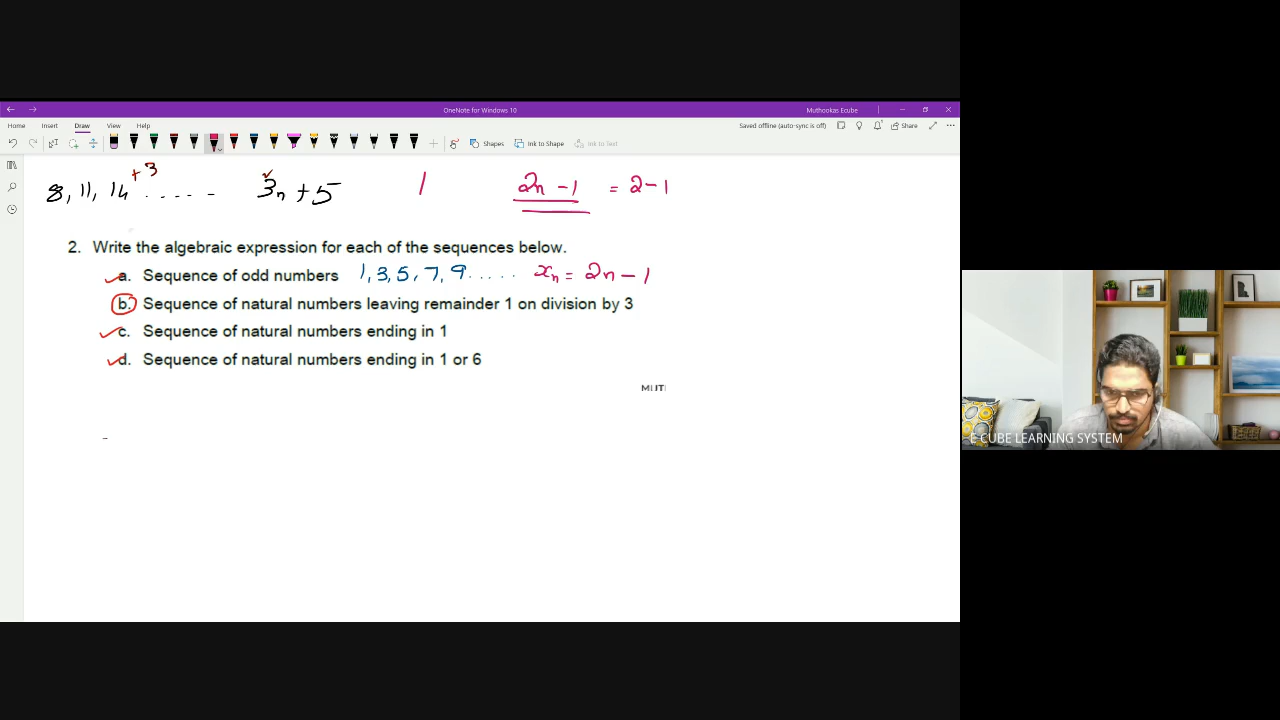 OneNote for Windows 10
Muthookas Ecube
Home Insert Draw View Help
Saved offline (auto-sync is off)
Share
Shapes
Ink to Shape
Ink to Text
8, 11, 14 ...... +3 3n + 5 1 2n - 1 = 2 - 1
2. Write the algebraic expression for each of the sequences below.
a. Sequence of odd numbers 1, 3, 5, 7, 9 ..... xn = 2n - 1
b. Sequence of natural numbers leaving remainder 1 on division by 3
c. Sequence of natural numbers ending in 1
d. Sequence of natural numbers ending in 1 or 6
E CUBE LEARNING SYSTEM